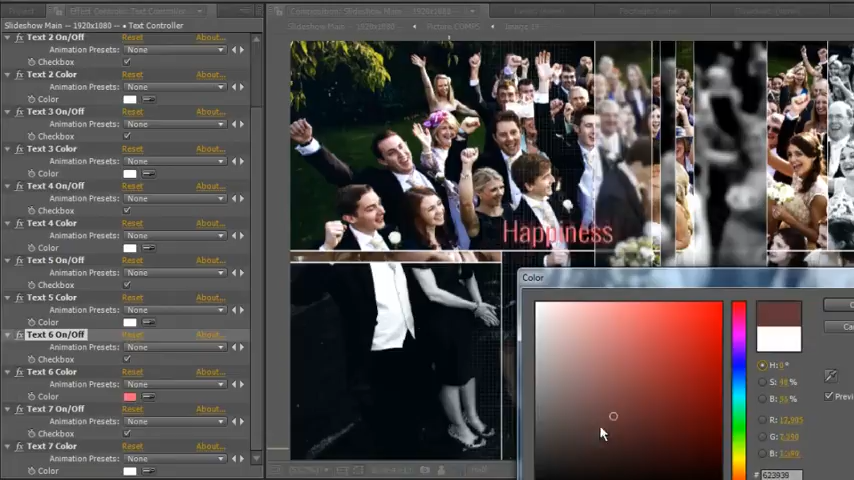 Slideshow Main — 1920x1080 • Text Controller
Text 2 On/Off Reset About...
Animation Presets: None
Checkbox
Text 2 Color Reset About...
Animation Presets: None
Color
Text 3 On/Off Reset About...
Animation Presets: None
Checkbox
Text 3 Color Reset About...
Animation Presets: None
Color
Text 4 On/Off Reset About...
Animation Presets: None
Checkbox
Text 4 Color Reset About...
Animation Presets: None
Color
Text 5 On/Off Reset About...
Animation Presets: None
Checkbox
Text 5 Color Reset About...
Animation Presets: None
Color
Text 6 On/Off Reset About...
Animation Presets: None
Checkbox
Text 6 Color Reset About...
Animation Presets: None
Color
Text 7 On/Off Reset About...
Animation Presets: None
Checkbox
Text 7 Color Reset About...
Animation Presets: None
Color
Happiness
Color
H:
S:
B:
R:
G:
B:
# 623939